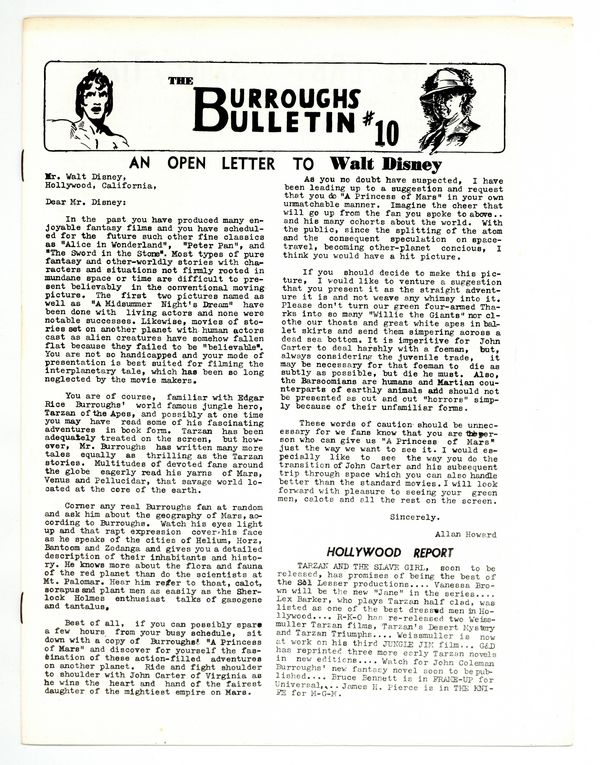 THE
BURROUGHS
BULLETIN #10
AN OPEN LETTER TO Walt Disney
Mr. Walt Disney,
Hollywood, California,
Dear Mr. Disney:
In the past you have produced many en-
joyable fantasy films and you have schedul-
ed for the future such other fine classics
as "Alice in Wonderland", "Peter Pan", and
"The Sword in the Stone". Most types of pure
fantasy and other-worldly stories with cha-
racters and situations not firmly rooted in
mundane space or time are difficult to pre-
sent believably in the conventional moving
picture. The first two pictures named as
well as "A Midsummer Night's Dream" have
been done with living actors and none were
notable successes. Likewise, movies of sto-
ries set on another planet with human actors
cast as alien creatures have somehow fallen
flat because they failed to be "believable".
You are not so handicapped and your mode of
presentation is best suited for filming the
interplanetary tale, which has been so long
neglected by the movie makers.
You are of course, familiar with Edgar
Rice Burroughs' world famous jungle hero,
Tarzan of the Apes, and possibly at one time
you may have read some of his fascinating
adventures in book form. Tarzan has been
adequately treated on the screen, but how-
ever, Mr. Burroughs has written many more
tales equally as thrilling as the Tarzan
stories. Multitudes of devoted fans around
the globe eagerly read his yarns of Mars,
Venus and Pellucidar, that savage world lo-
cated at the core of the earth.
Corner any real Burroughs fan at random
and ask him about the geography of Mars, ac-
cording to Burroughs. Watch his eyes light
up and that rapt expression cover his face
as he speaks of the cities of Helium, Horz,
Bantoom and Zodanga and gives you a detailed
description of their inhabitants and histo-
ry. He knows more about the flora and fauna
of the red planet than do the scientists at
Mt. Palomar. Hear him refer to thoat, calot,
sorapus and plant men as easily as the Sher-
lock Holmes enthusiast talks of gasogene
and tantalus.
Best of all, if you can possibly spare
a few hours from your busy schedule, sit
down with a copy of Burroughs' "A Princess
of Mars" and discover for yourself the fas-
sination of these action-filled adventures
on another planet. Ride and fight shoulder
to shoulder with John Carter of Virginia as
he wins the heart and hand of the fairest
daughter of the mightiest empire on Mars.
As you no doubt have suspected, I have
been leading up to a suggestion and request
that you do "A Princess of Mars" in your own
unmatchable manner. Imagine the cheer that
will go up from the fan you spoke to above..
and his many cohorts about the world. With
the public, since the splitting of the atom
and the consequent speculation on space-
travel, becoming other-planet concious, I
think you would have a hit picture.
If you should decide to make this pic-
ture, I would like to venture a suggestion
that you present it as the straight advent-
ure it is and not weave any whimsy into it.
Please don't turn our green four-armed Tha-
rks into so many "Willie the Giants" nor cl-
othe our thoats and great white apes in bal-
let skirts and send them simpering across a
dead sea bottom. It is imperitive for John
Carter to deal harshly with a foeman, but,
always considering the juvenile trade, it
may be necessary for that foeman to die as
subtly as possible, but die he must. Also,
the Barsoomians are humans and Martian cou-
nterparts of earthly animals and should not
be presented as out and out "horrors" simp-
ly because of their unfamiliar forms.
These words of caution should be unnec-
essary for we fans know that you are the per-
son who can give us "A Princess of Mars"
just the way we want to see it. I would es-
pecially like to see the way you do the
transition of John Carter and his subsequent
trip through space which you can also handle
better than the standard movies. I will look
forward with pleasure to seeing your green
men, calots and all the rest on the screen.
Sincerely.
Allan Howard
HOLLYWOOD REPORT
TARZAN AND THE SLAVE GIRL, soon to be
released, has promises of being the best of
the Sol Lesser productions.... Vanessa Bro-
wn will be the new "Jane" in the series....
Lex Barker, who plays Tarzan half clad, was
listed as one of the best dressed men in Ho-
llywood.... R-K-O has re-released two Weiss-
muller Tarzan films, Tarzan's Desert Mystery
and Tarzan Triumphs.... Weissmuller is now
at work on his third JUNGLE JIM film... G&D
has reprinted three more early Tarzan novels
in new editions.... Watch for John Coleman
Burroughs' new fantasy novel soon to be pub-
lished.... Bruce Bennett is in FRAME-UP for
Universal.... James H. Pierce is in THE KNI-
FE for M-G-M.